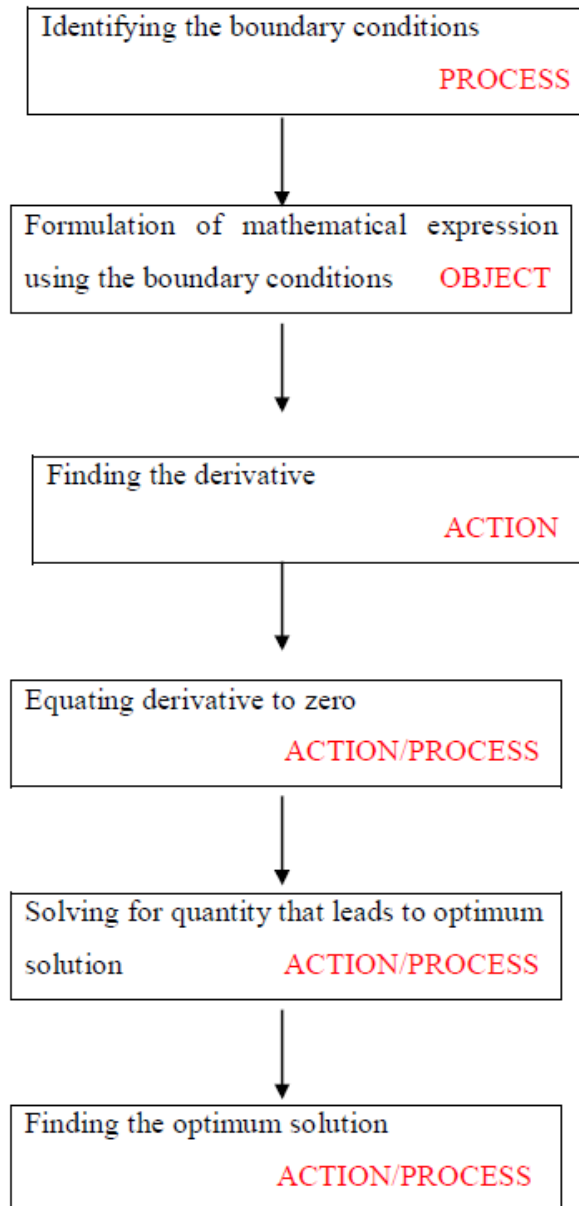 Identifying the boundary conditions
PROCESS
Formulation of mathematical expression
using the boundary conditions OBJECT
Finding the derivative
ACTION
Equating derivative to zero
ACTION/PROCESS
Solving for quantity that leads to optimum
solution ACTION/PROCESS
Finding the optimum solution
ACTION/PROCESS